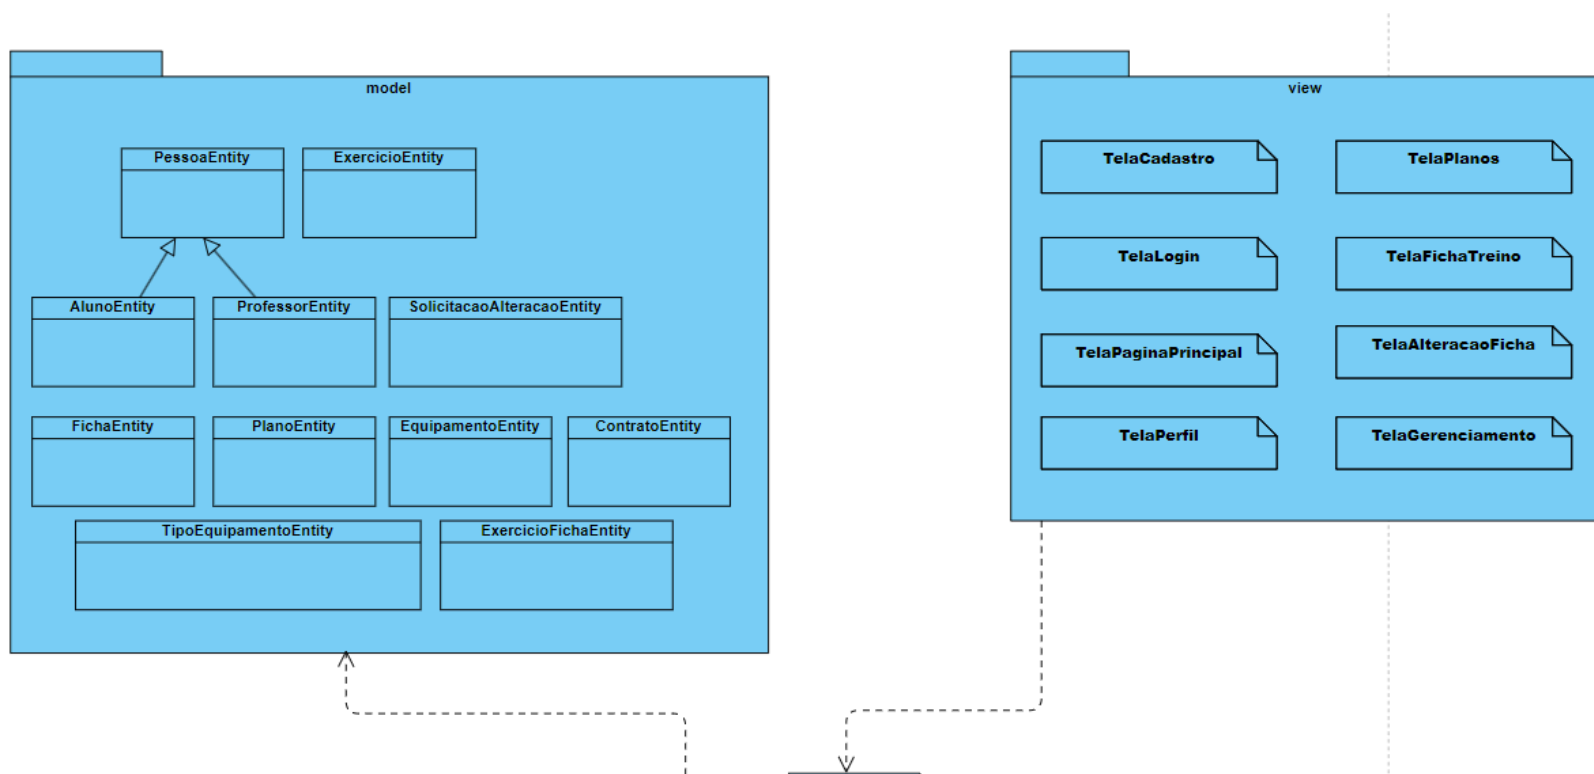 model
PessoaEntity
ExercicioEntity
AlunoEntity
ProfessorEntity
SolicitacaoAlteracaoEntity
FichaEntity
PlanoEntity
EquipamentoEntity
ContratoEntity
TipoEquipamentoEntity
ExercicioFichaEntity
view
TelaCadastro
TelaPlanos
TelaLogin
TelaFichaTreino
TelaPaginaPrincipal
TelaAlteracaoFicha
TelaPerfil
TelaGerenciamento